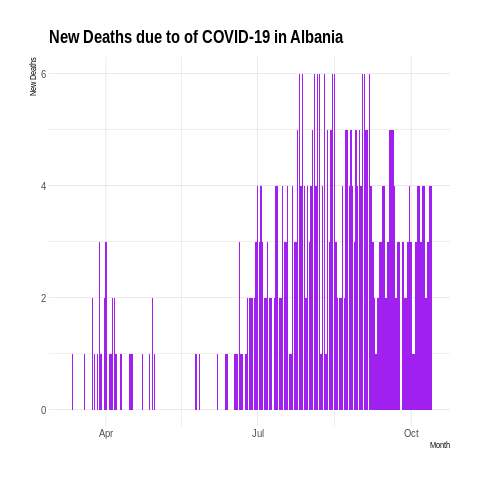 New Deaths due to of COVID-19 in Albania
New Deaths
6
4
2
0
Apr
Jul
Oct
Month